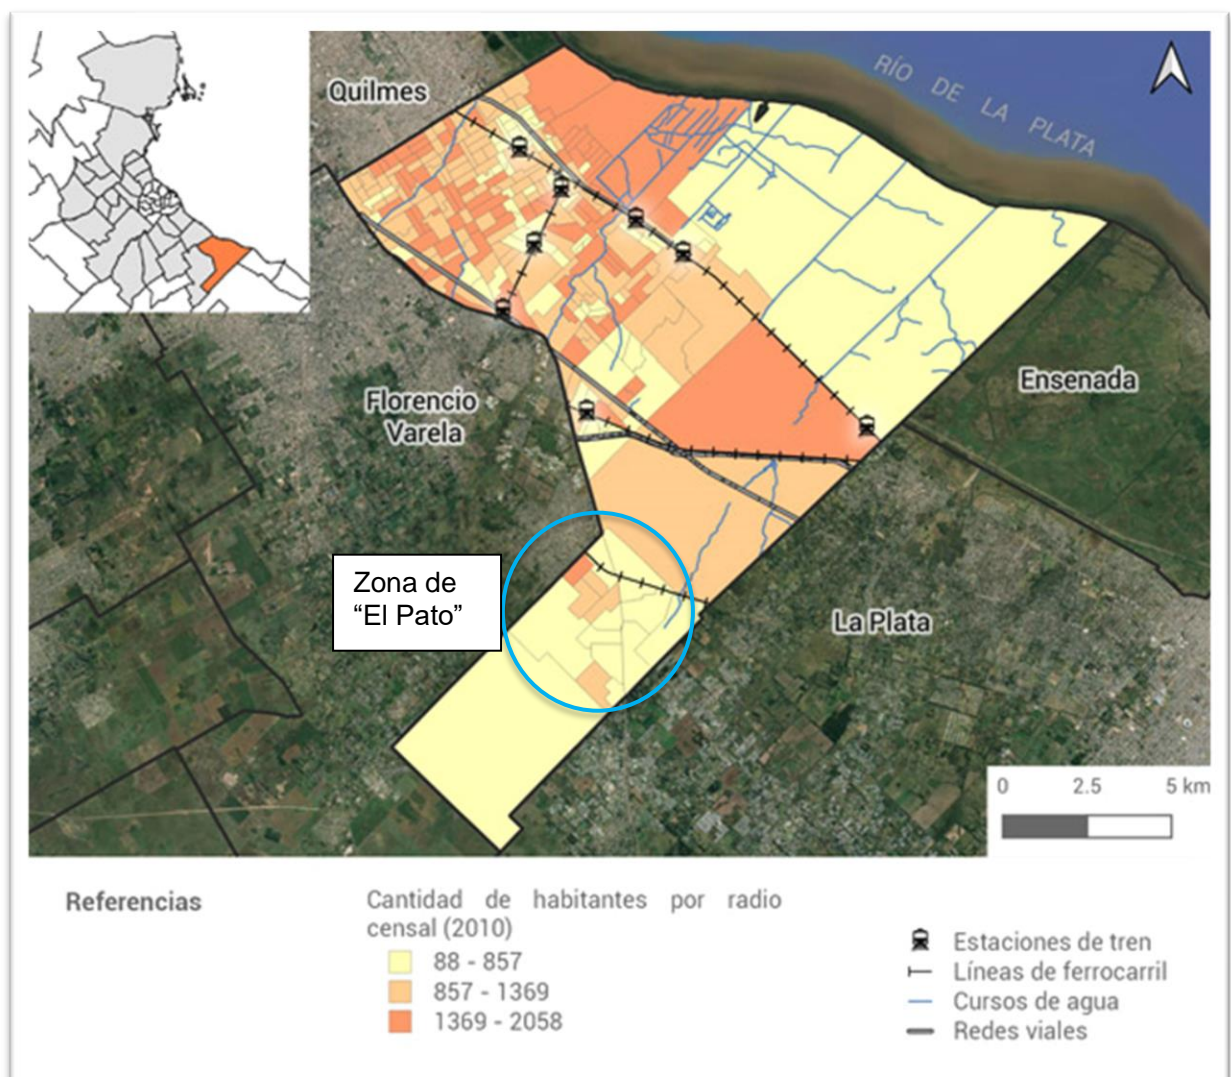 Quilmes
RÍO DE LA PLATA
Ensenada
Florencio
Varela
Zona de
“El Pato”
La Plata
0 2.5 5 km
Referencias
Cantidad de habitantes por radio
censal (2010)
88 - 857
857 - 1369
1369 - 2058
Estaciones de tren
Líneas de ferrocarril
Cursos de agua
Redes viales